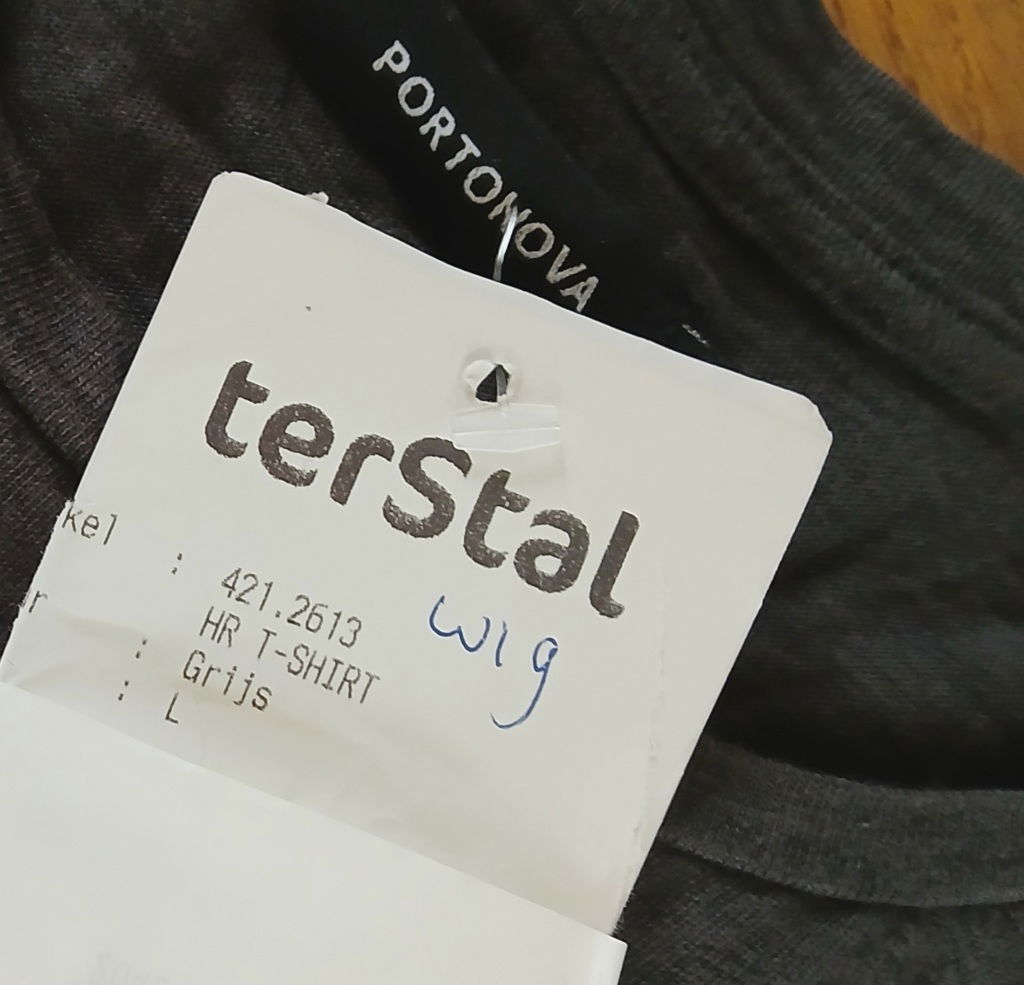 PORTONOVA
terStal
kel : 421.2613
HR T-SHIRT
r : Grijs
: L
wig